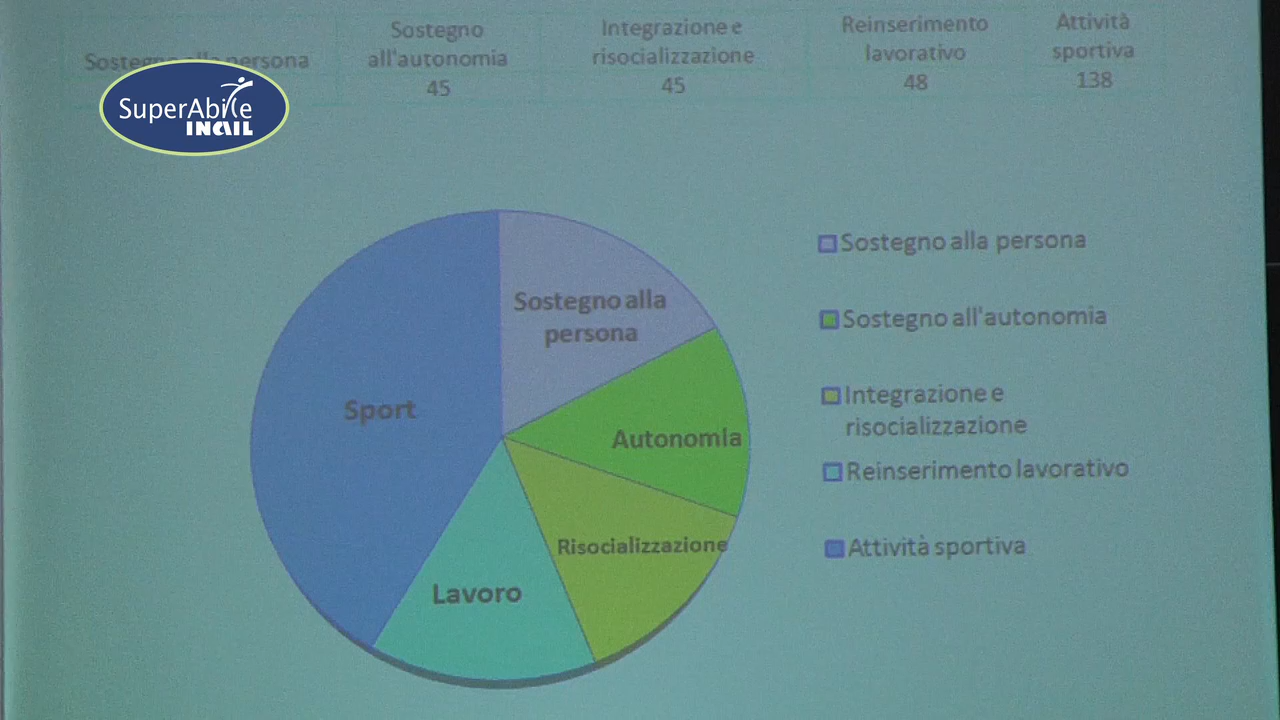 Sostegno alla persona
Sostegno
all'autonomia
45
Integrazione e
risocializzazione
45
Reinserimento
lavorativo
48
Attività
sportiva
138
SuperAbile
INAIL
Sostegno alla
persona
Autonomia
Risocializzazione
Lavoro
Sport
Sostegno alla persona
Sostegno all'autonomia
Integrazione e
risocializzazione
Reinserimento lavorativo
Attività sportiva